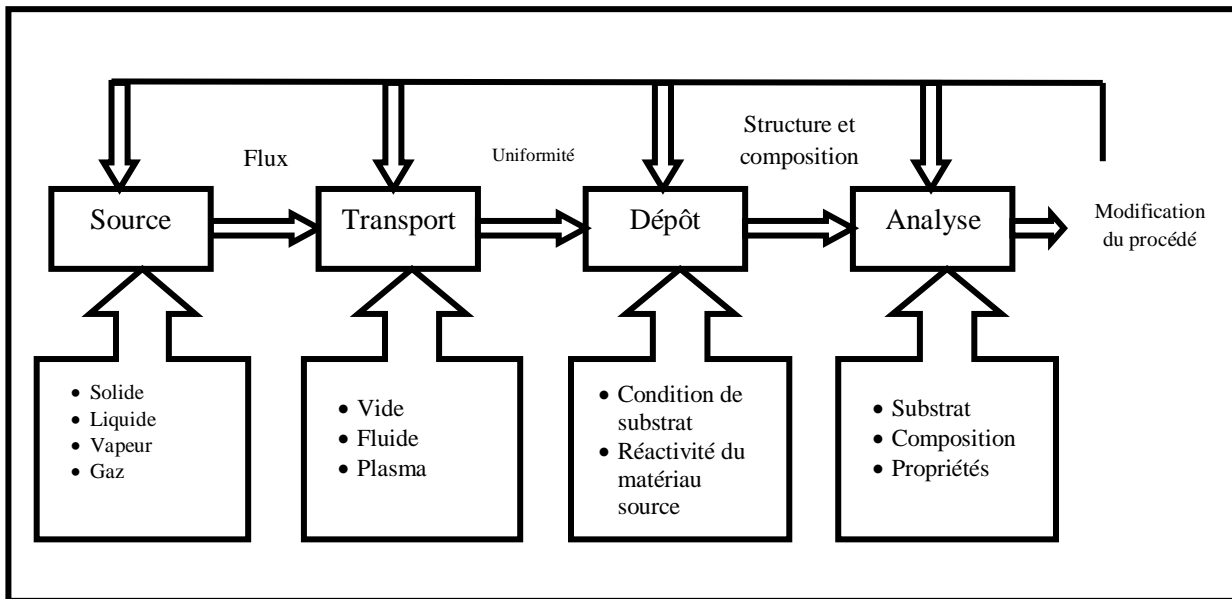 Flux
Uniformité
Structure et
composition
Source
Transport
Dépôt
Analyse
Modification
du procédé
• Solide
• Liquide
• Vapeur
• Gaz
• Vide
• Fluide
• Plasma
• Condition de
substrat
• Réactivité du
matériau
source
• Substrat
• Composition
• Propriétés